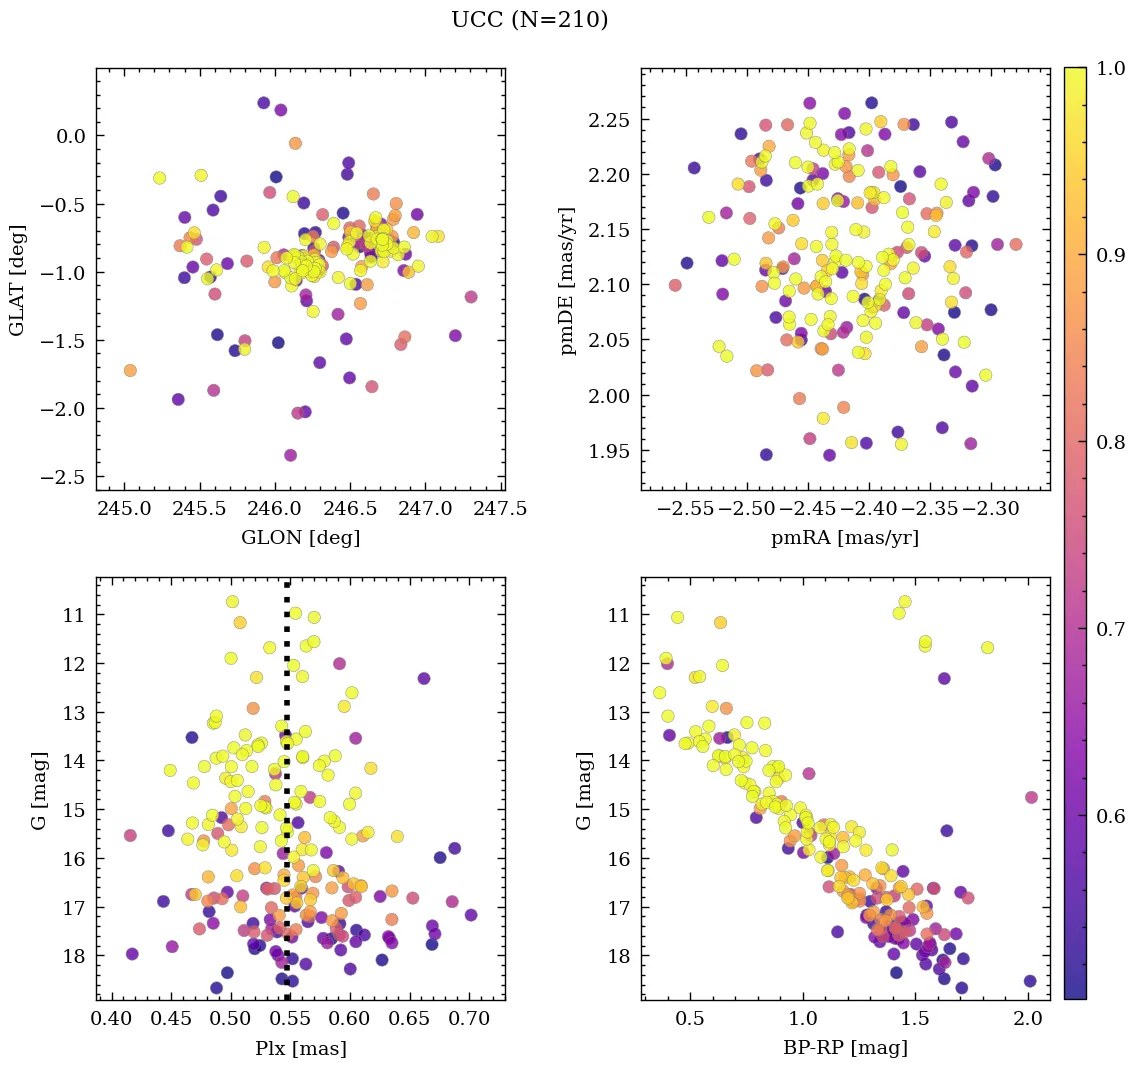 UCC (N=210)
0.0
−0.5
−1.0
−1.5
−2.0
−2.5
GLAT [deg]
245.0 245.5 246.0 246.5 247.0 247.5
GLON [deg]
2.25
2.20
2.15
2.10
2.05
2.00
1.95
pmDE [mas/yr]
−2.55 −2.50 −2.45 −2.40 −2.35 −2.30
pmRA [mas/yr]
1.0
0.9
0.8
0.7
0.6
11
12
13
14
15
16
17
18
G [mag]
0.40 0.45 0.50 0.55 0.60 0.65 0.70
Plx [mas]
11
12
13
14
15
16
17
18
G [mag]
0.5 1.0 1.5 2.0
BP-RP [mag]